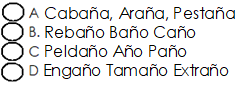 A Cabaña, Araña, Pestaña
B. Rebaño Baño Caño
C Peldaño Año Paño
D Engaño Tamaño Extraño